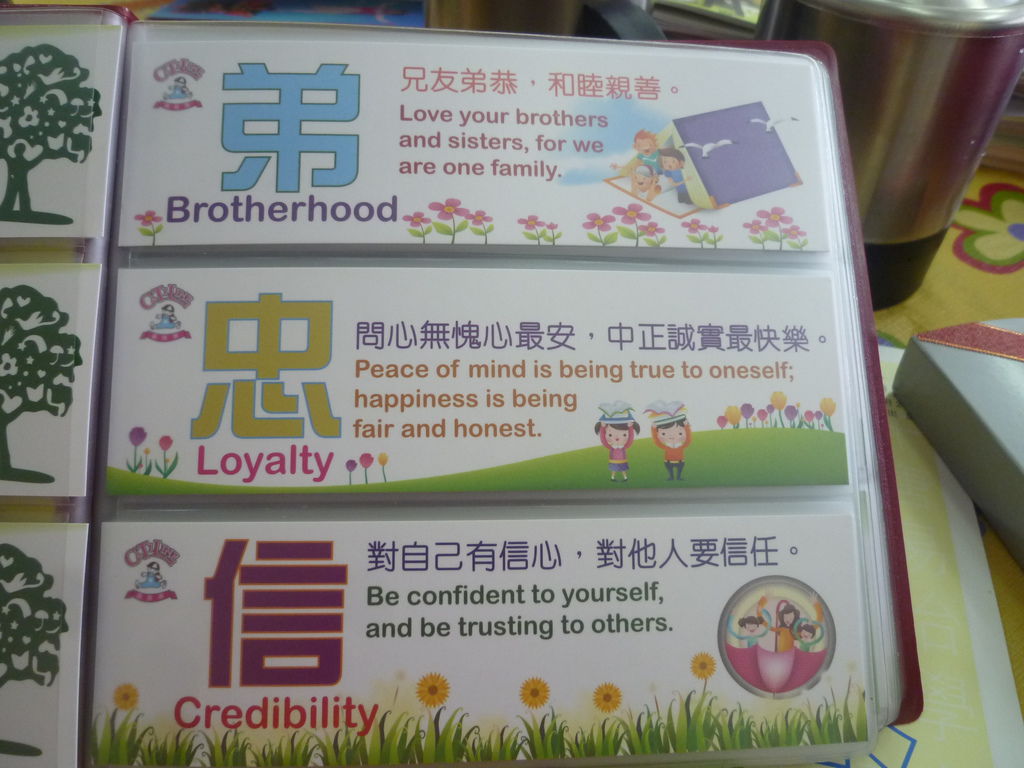 弟
兄友弟恭，和睦親善。
Love your brothers
and sisters, for we
are one family.
Brotherhood
忠
問心無愧心最安，中正誠實最快樂。
Peace of mind is being true to oneself;
happiness is being
fair and honest.
Loyalty
信
對自己有信心，對他人要信任。
Be confident to yourself,
and be trusting to others.
Credibility